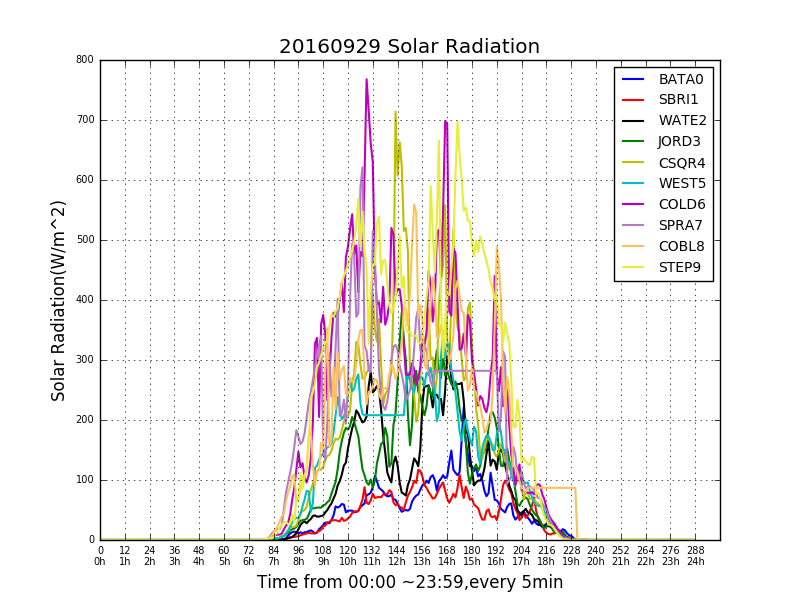 20160929 Solar Radiation
Solar Radiation(W/m^2)
800
700
600
500
400
300
200
100
0
BATA0
SBRI1
WATE2
JORD3
CSQR4
WEST5
COLD6
SPRA7
COBL8
STEP9
0 12 24 36 48 60 72 84 96 108 120 132 144 156 168 180 192 204 216 228 240 252 264 276 288
0h 1h 2h 3h 4h 5h 6h 7h 8h 9h 10h 11h 12h 13h 14h 15h 16h 17h 18h 19h 20h 21h 22h 23h 24h
Time from 00:00 ~23:59,every 5min